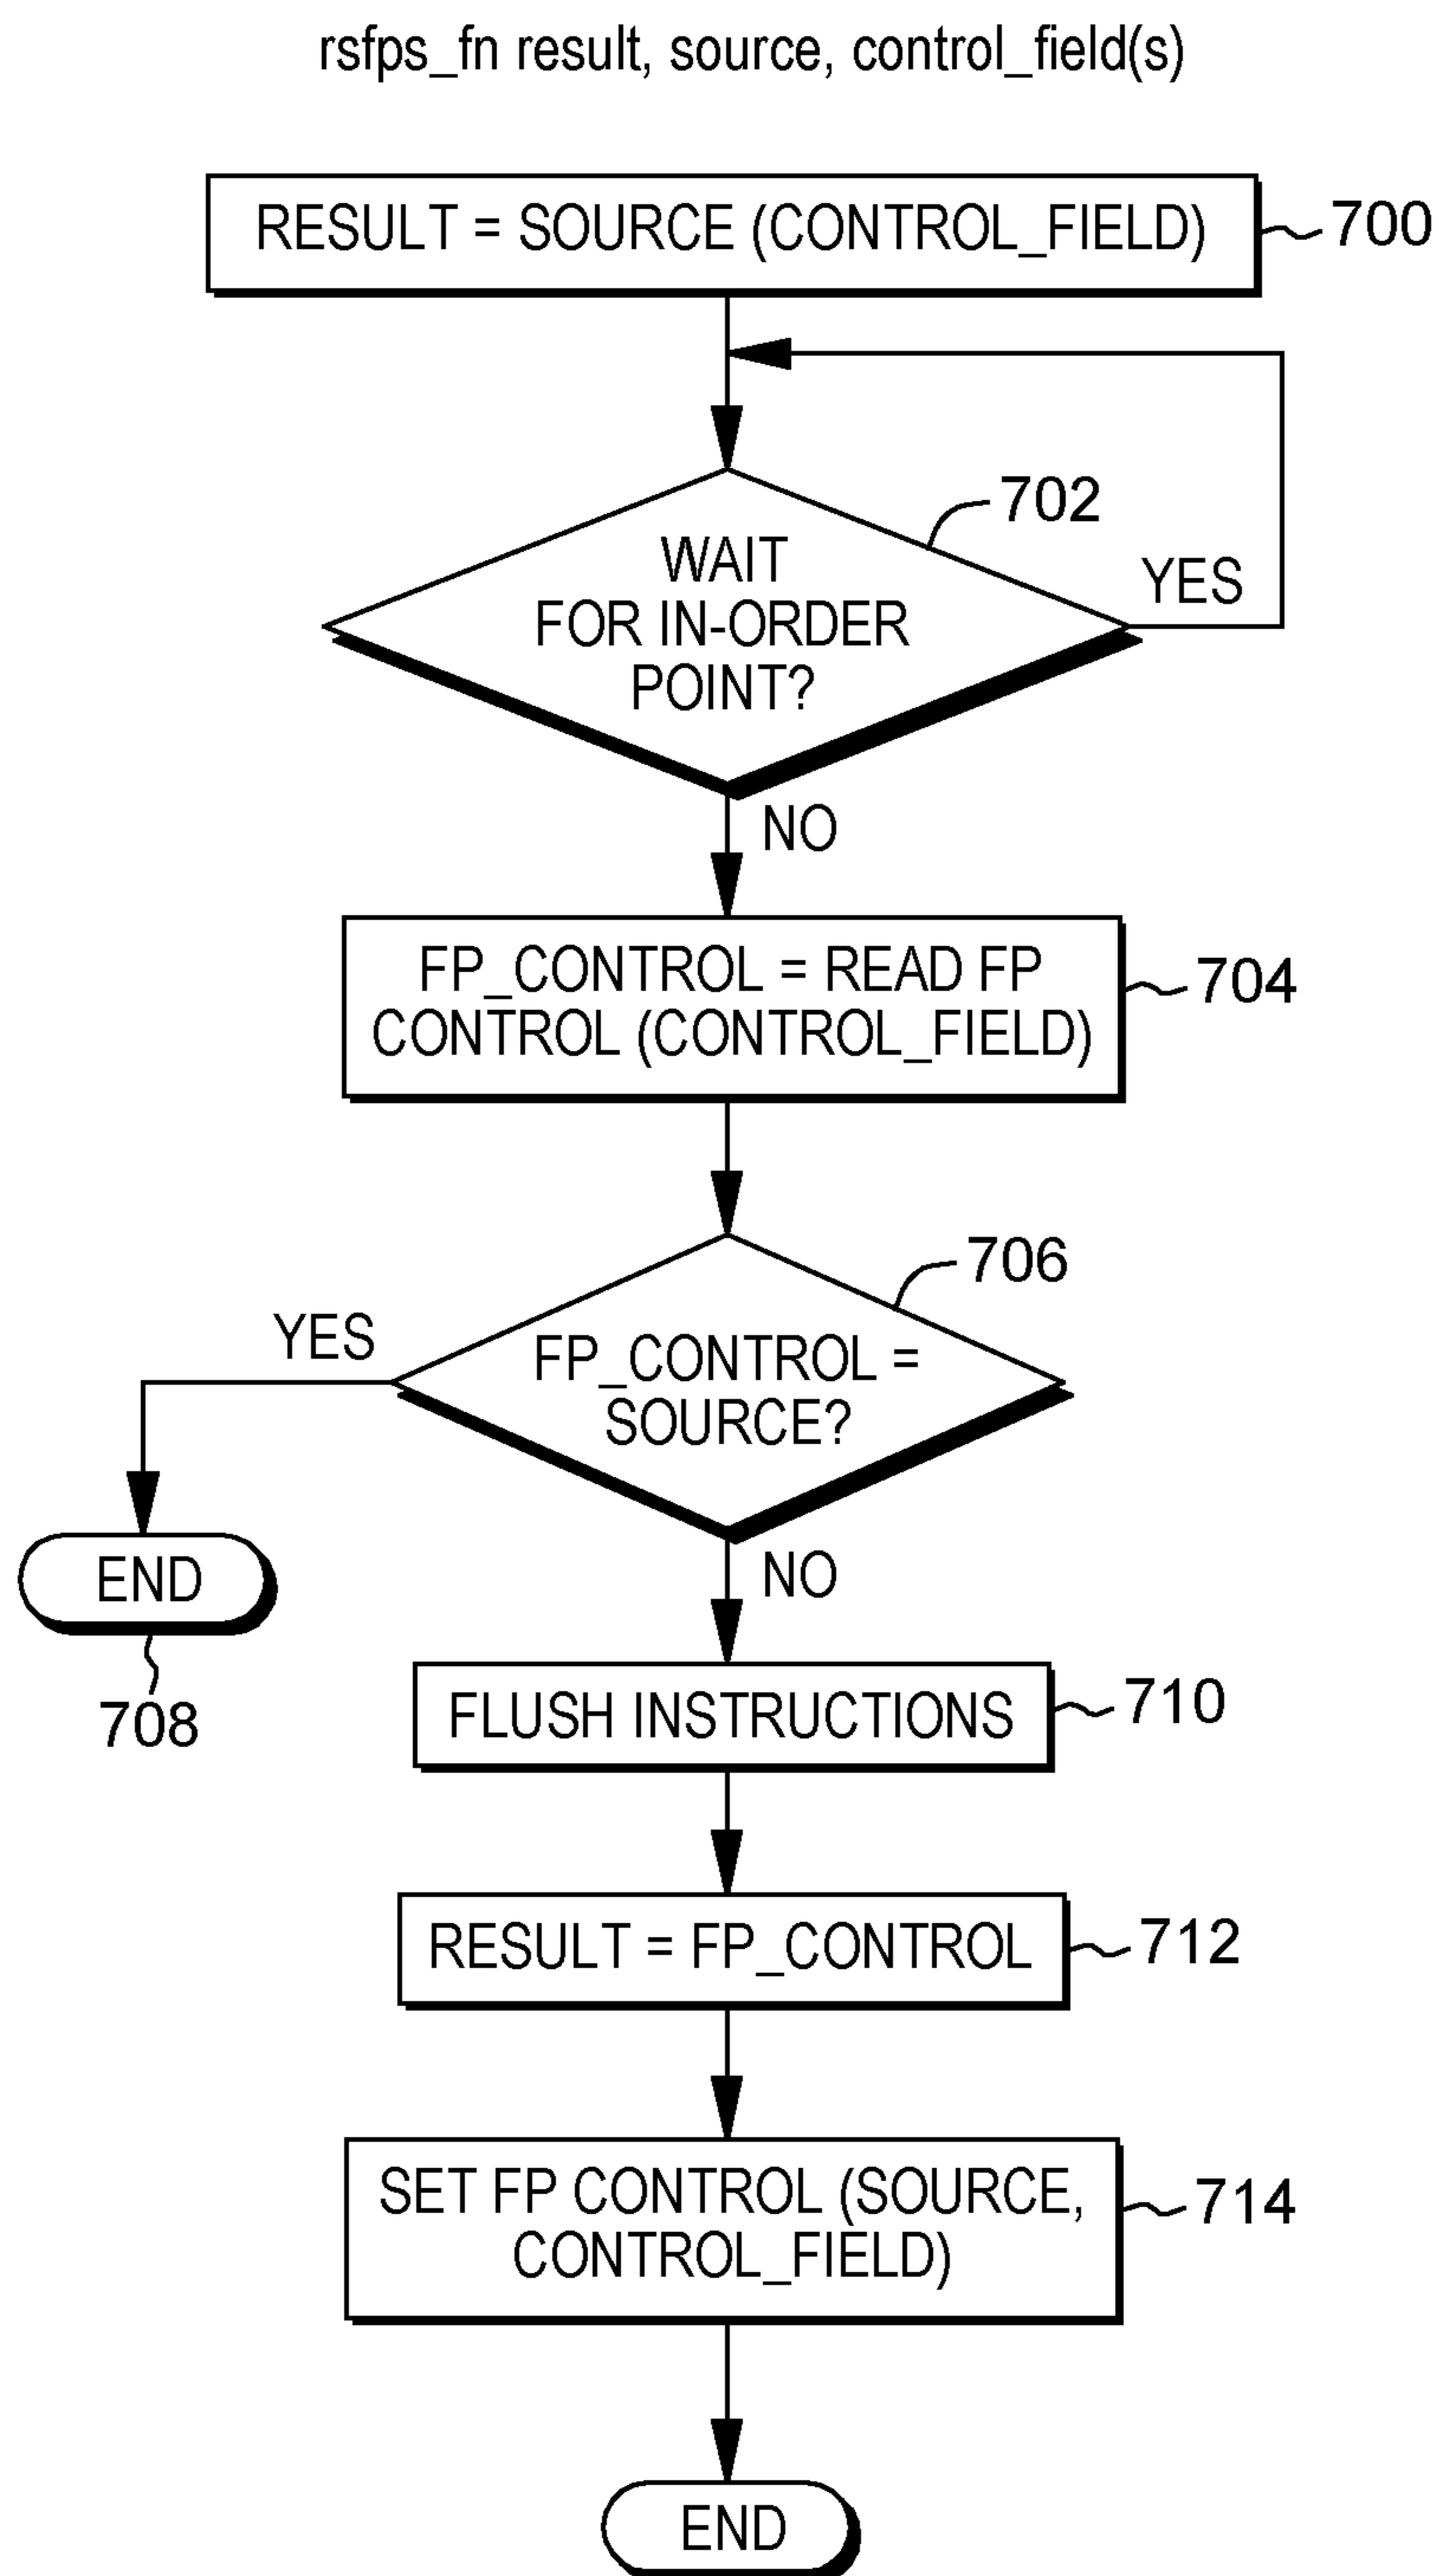 rsfps_fn result, source, control_field(s)
RESULT = SOURCE (CONTROL_FIELD)
700
702
WAIT
FOR IN-ORDER
POINT?
YES
NO
FP_CONTROL = READ FP
CONTROL (CONTROL_FIELD)
704
706
YES
FP_CONTROL =
SOURCE?
END
708
NO
FLUSH INSTRUCTIONS
710
RESULT = FP_CONTROL
712
SET FP CONTROL (SOURCE,
CONTROL_FIELD)
714
END